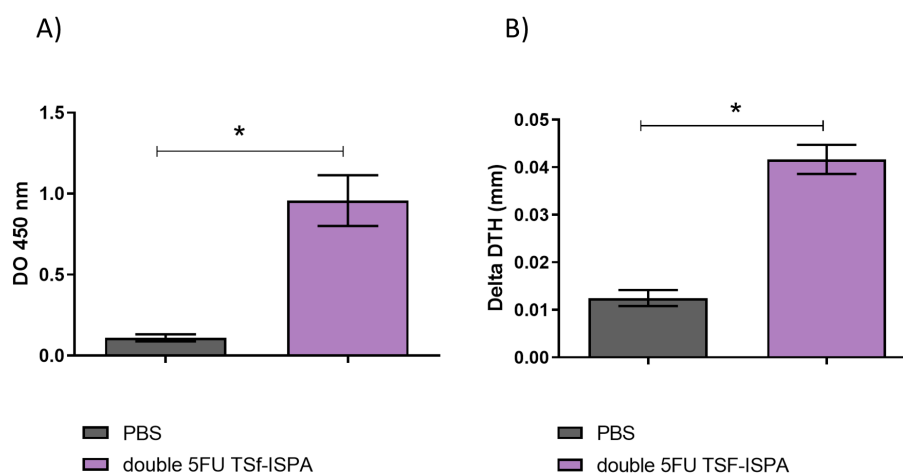 A)
B)
*
*
DO 450 nm
1.5
1.0
0.5
0.0
Delta DTH (mm)
0.05
0.04
0.03
0.02
0.01
0.00
PBS
double 5FU TSf-ISPA
PBS
double 5FU TSF-ISPA